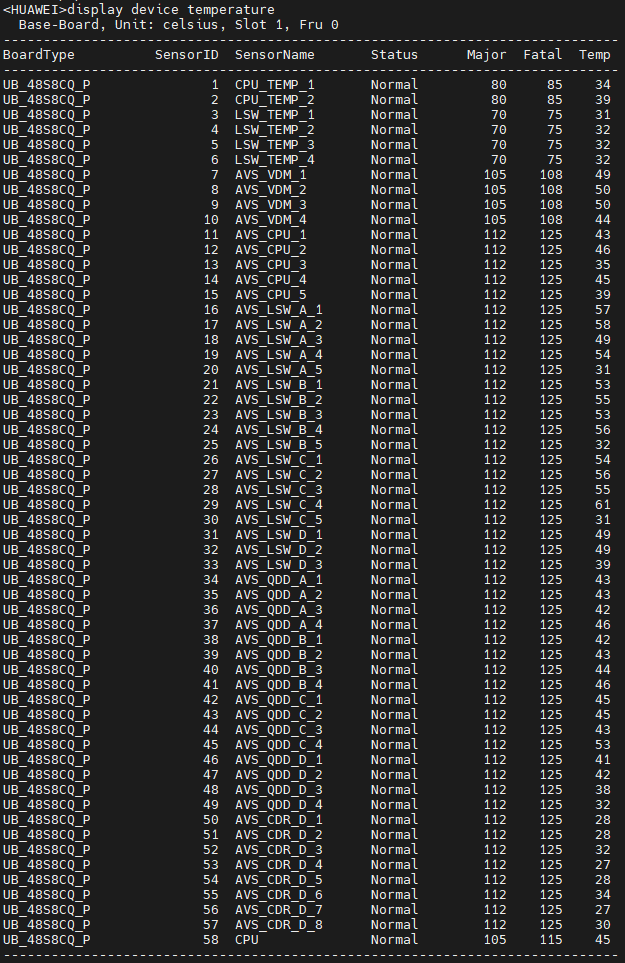 <HUAWEI>display device temperature
  Base-Board, Unit: celsius, Slot 1, Fru 0
-----------------------------------------------------------------------------
BoardType          SensorID  SensorName       Status      Major  Fatal  Temp
-----------------------------------------------------------------------------
UB_48S8CQ_P               1  CPU_TEMP_1       Normal         80     85    34
UB_48S8CQ_P               2  CPU_TEMP_2       Normal         80     85    39
UB_48S8CQ_P               3  LSW_TEMP_1       Normal         70     75    31
UB_48S8CQ_P               4  LSW_TEMP_2       Normal         70     75    32
UB_48S8CQ_P               5  LSW_TEMP_3       Normal         70     75    32
UB_48S8CQ_P               6  LSW_TEMP_4       Normal         70     75    32
UB_48S8CQ_P               7  AVS_VDM_1        Normal        105    108    49
UB_48S8CQ_P               8  AVS_VDM_2        Normal        105    108    50
UB_48S8CQ_P               9  AVS_VDM_3        Normal        105    108    50
UB_48S8CQ_P              10  AVS_VDM_4        Normal        105    108    44
UB_48S8CQ_P              11  AVS_CPU_1        Normal        112    125    43
UB_48S8CQ_P              12  AVS_CPU_2        Normal        112    125    46
UB_48S8CQ_P              13  AVS_CPU_3        Normal        112    125    35
UB_48S8CQ_P              14  AVS_CPU_4        Normal        112    125    45
UB_48S8CQ_P              15  AVS_CPU_5        Normal        112    125    39
UB_48S8CQ_P              16  AVS_LSW_A_1      Normal        112    125    57
UB_48S8CQ_P              17  AVS_LSW_A_2      Normal        112    125    58
UB_48S8CQ_P              18  AVS_LSW_A_3      Normal        112    125    49
UB_48S8CQ_P              19  AVS_LSW_A_4      Normal        112    125    54
UB_48S8CQ_P              20  AVS_LSW_A_5      Normal        112    125    31
UB_48S8CQ_P              21  AVS_LSW_B_1      Normal        112    125    53
UB_48S8CQ_P              22  AVS_LSW_B_2      Normal        112    125    55
UB_48S8CQ_P              23  AVS_LSW_B_3      Normal        112    125    53
UB_48S8CQ_P              24  AVS_LSW_B_4      Normal        112    125    56
UB_48S8CQ_P              25  AVS_LSW_B_5      Normal        112    125    32
UB_48S8CQ_P              26  AVS_LSW_C_1      Normal        112    125    54
UB_48S8CQ_P              27  AVS_LSW_C_2      Normal        112    125    56
UB_48S8CQ_P              28  AVS_LSW_C_3      Normal        112    125    55
UB_48S8CQ_P              29  AVS_LSW_C_4      Normal        112    125    61
UB_48S8CQ_P              30  AVS_LSW_C_5      Normal        112    125    31
UB_48S8CQ_P              31  AVS_LSW_D_1      Normal        112    125    49
UB_48S8CQ_P              32  AVS_LSW_D_2      Normal        112    125    49
UB_48S8CQ_P              33  AVS_LSW_D_3      Normal        112    125    39
UB_48S8CQ_P              34  AVS_QDD_A_1      Normal        112    125    43
UB_48S8CQ_P              35  AVS_QDD_A_2      Normal        112    125    43
UB_48S8CQ_P              36  AVS_QDD_A_3      Normal        112    125    42
UB_48S8CQ_P              37  AVS_QDD_A_4      Normal        112    125    46
UB_48S8CQ_P              38  AVS_QDD_B_1      Normal        112    125    42
UB_48S8CQ_P              39  AVS_QDD_B_2      Normal        112    125    43
UB_48S8CQ_P              40  AVS_QDD_B_3      Normal        112    125    44
UB_48S8CQ_P              41  AVS_QDD_B_4      Normal        112    125    46
UB_48S8CQ_P              42  AVS_QDD_C_1      Normal        112    125    45
UB_48S8CQ_P              43  AVS_QDD_C_2      Normal        112    125    45
UB_48S8CQ_P              44  AVS_QDD_C_3      Normal        112    125    43
UB_48S8CQ_P              45  AVS_QDD_C_4      Normal        112    125    53
UB_48S8CQ_P              46  AVS_QDD_D_1      Normal        112    125    41
UB_48S8CQ_P              47  AVS_QDD_D_2      Normal        112    125    42
UB_48S8CQ_P              48  AVS_QDD_D_3      Normal        112    125    38
UB_48S8CQ_P              49  AVS_QDD_D_4      Normal        112    125    32
UB_48S8CQ_P              50  AVS_CDR_D_1      Normal        112    125    28
UB_48S8CQ_P              51  AVS_CDR_D_2      Normal        112    125    28
UB_48S8CQ_P              52  AVS_CDR_D_3      Normal        112    125    32
UB_48S8CQ_P              53  AVS_CDR_D_4      Normal        112    125    27
UB_48S8CQ_P              54  AVS_CDR_D_5      Normal        112    125    28
UB_48S8CQ_P              55  AVS_CDR_D_6      Normal        112    125    34
UB_48S8CQ_P              56  AVS_CDR_D_7      Normal        112    125    27
UB_48S8CQ_P              57  AVS_CDR_D_8      Normal        112    125    30
UB_48S8CQ_P              58  CPU              Normal        105    115    45
-----------------------------------------------------------------------------